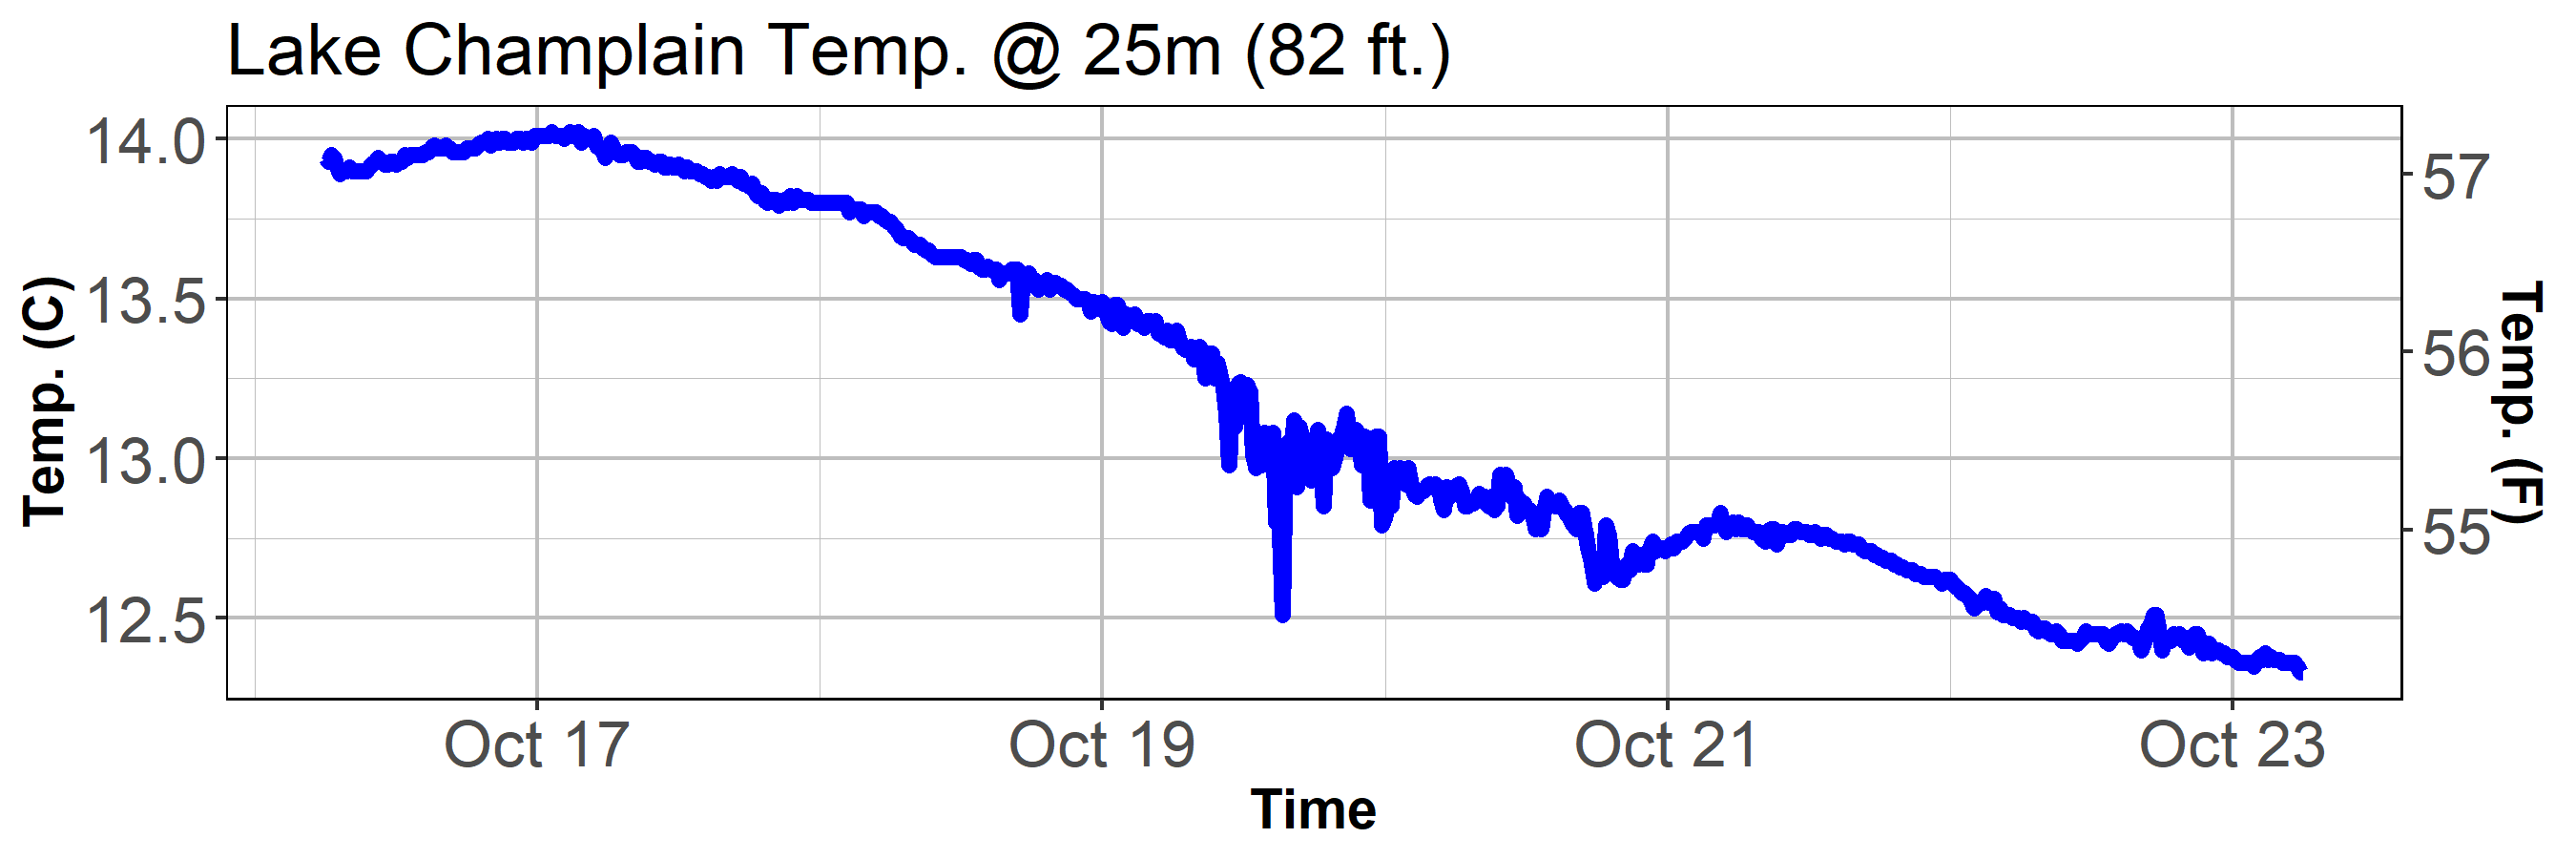 Lake Champlain Temp. @ 25m (82 ft.)
14.0
13.5
13.0
12.5
Temp. (C)
57
56
55
Temp. (F)
Oct 17 Oct 19 Oct 21 Oct 23
Time